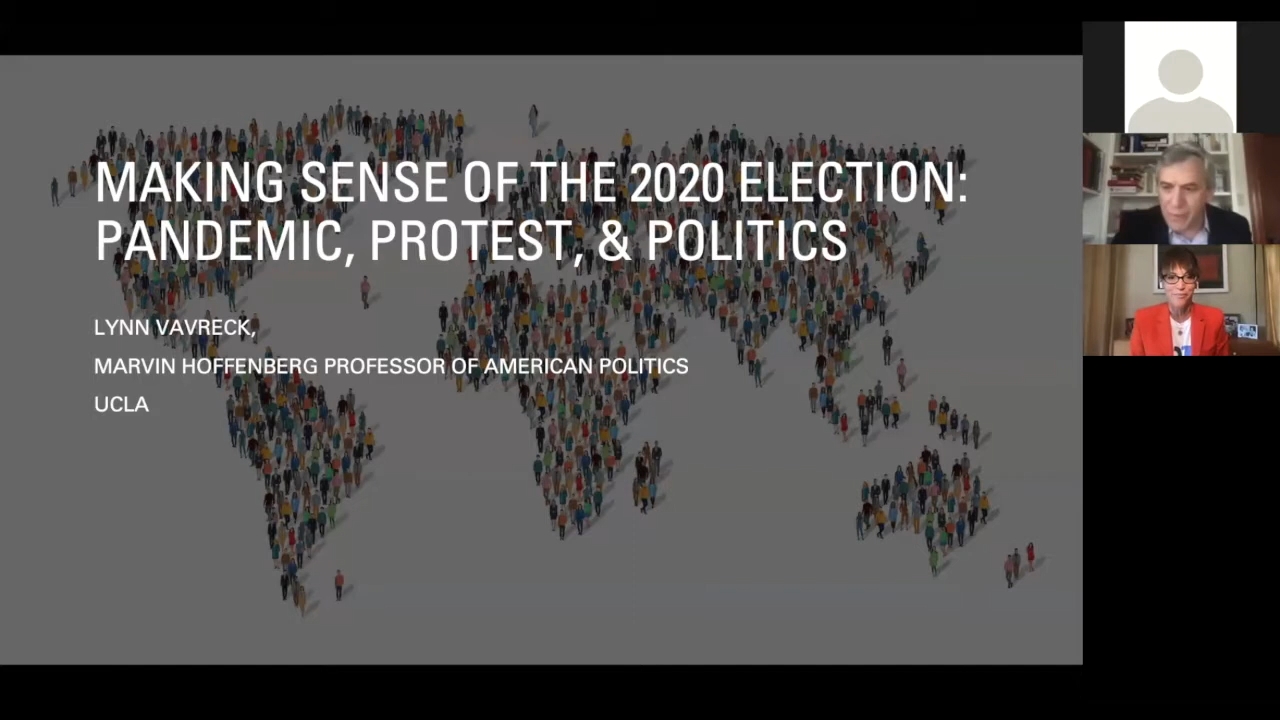 MAKING SENSE OF THE 2020 ELECTION:
PANDEMIC, PROTEST, & POLITICS
LYNN VAVRECK,
MARVIN HOFFENBERG PROFESSOR OF AMERICAN POLITICS
UCLA